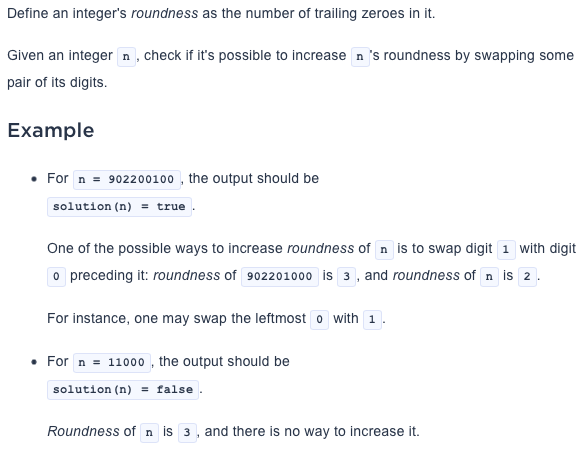 Define an integer's roundness as the number of trailing zeroes in it.
Given an integer n, check if it's possible to increase n's roundness by swapping some
pair of its digits.
Example
• For n = 902200100, the output should be
solution(n) = true.
One of the possible ways to increase roundness of n is to swap digit 1 with digit
0 preceding it: roundness of 902201000 is 3, and roundness of n is 2.
For instance, one may swap the leftmost 0 with 1.
• For n = 11000, the output should be
solution(n) = false.
Roundness of n is 3, and there is no way to increase it.